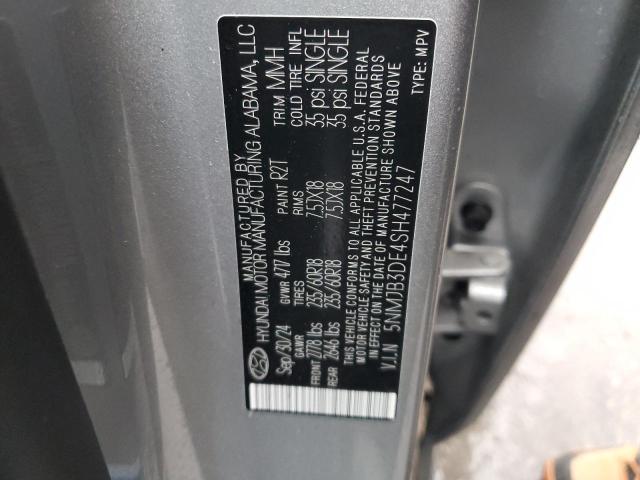 MANUFACTURED BY
HYUNDAI MOTOR MANUFACTURING ALABAMA, LLC
Sep/30/24 GVWR 4717 lbs PAINT R2T TRIM MMH
GAWR TIRES RIMS COLD TIRE INFL
FRONT 2778 lbs 235/60R18 7.5JX18 35 psi SINGLE
REAR 2646 lbs 235/60R18 7.5JX18 35 psi SINGLE
THIS VEHICLE CONFORMS TO ALL APPLICABLE U.S.A. FEDERAL
MOTOR VEHICLE SAFETY AND THEFT PREVENTION STANDARDS
IN EFFECT ON THE DATE OF MANUFACTURE SHOWN ABOVE
V.I.N 5NMJB3DE4SH477247 TYPE: MPV